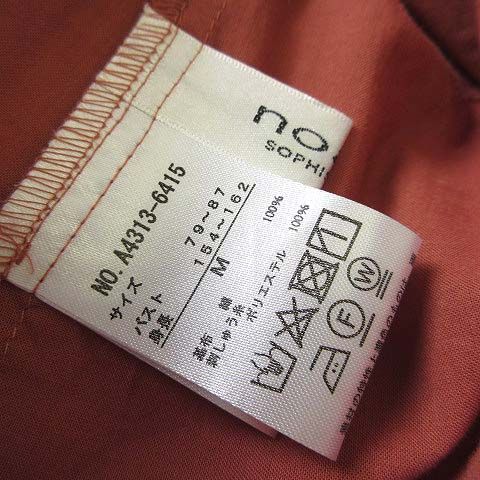 no
SOPHI
NO. A4313-6415
サイズ
バスト 79~87
身長 154~162
M
基布 綿 100%
刺しゅう糸 ポリエステル 100%
W
F